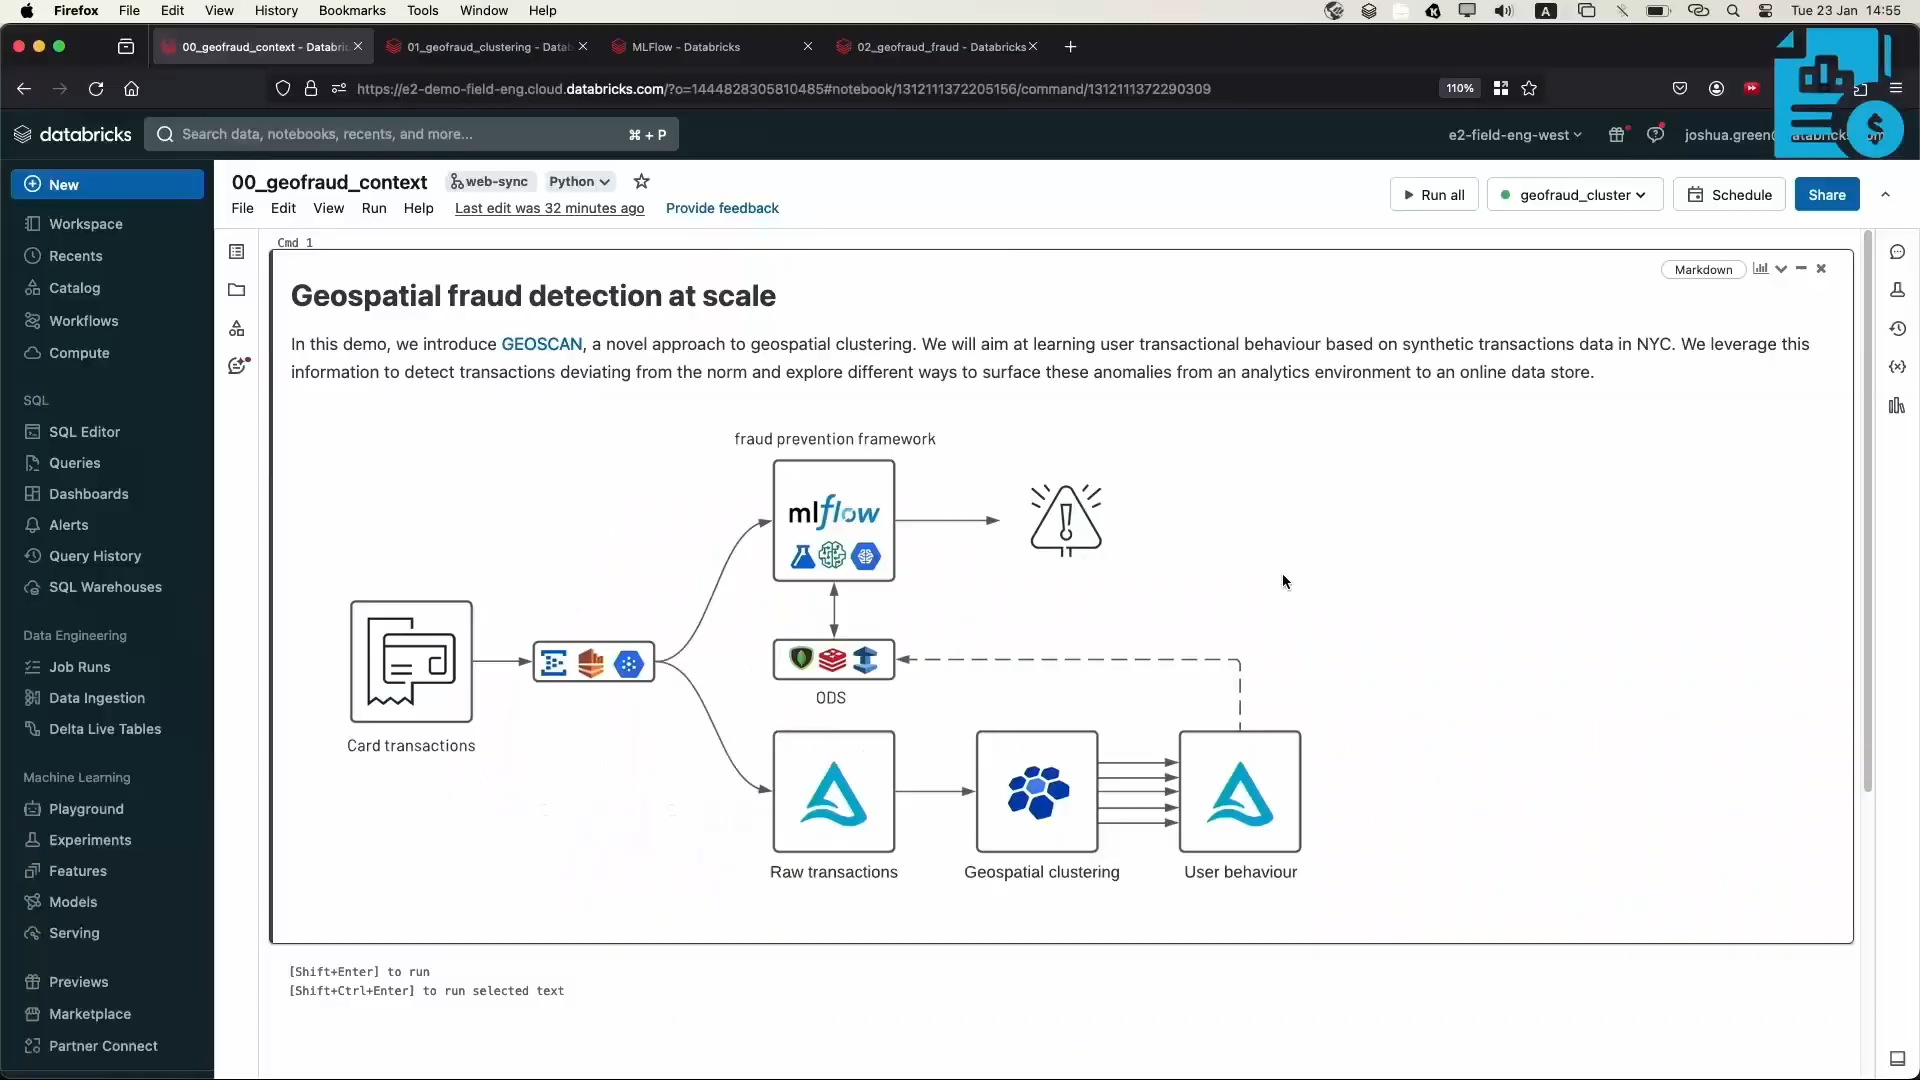 Firefox File Edit View History Bookmarks Tools Window Help
A Tue 23 Jan 14:55
00_geofraud_context - Databric
01_geofraud_clustering - Datab
MLFlow - Databricks
02_geofraud_fraud - Databricks
https://e2-demo-field-eng.cloud.databricks.com/?o=1444828305810485#notebook/1312111372205156/command/1312111372290309
110%
databricks
Search data, notebooks, recents, and more...
⌘ + P
e2-field-eng-west
New
Workspace
Recents
Catalog
Workflows
Compute
SQL
SQL Editor
Queries
Dashboards
Alerts
Query History
SQL Warehouses
Data Engineering
Job Runs
Data Ingestion
Delta Live Tables
Machine Learning
Playground
Experiments
Features
Models
Serving
Previews
Marketplace
Partner Connect
00_geofraud_context
web-sync
Python
File Edit View Run Help
Last edit was 32 minutes ago
Provide feedback
Run all
geofraud_cluster
Schedule
Share
Cmd 1
Markdown
Geospatial fraud detection at scale
In this demo, we introduce GEOSCAN, a novel approach to geospatial clustering. We will aim at learning user transactional behaviour based on synthetic transactions data in NYC. We leverage this
information to detect transactions deviating from the norm and explore different ways to surface these anomalies from an analytics environment to an online data store.
fraud prevention framework
mlflow
Card transactions
ODS
Raw transactions
Geospatial clustering
User behaviour
[Shift+Enter] to run
[Shift+Ctrl+Enter] to run selected text